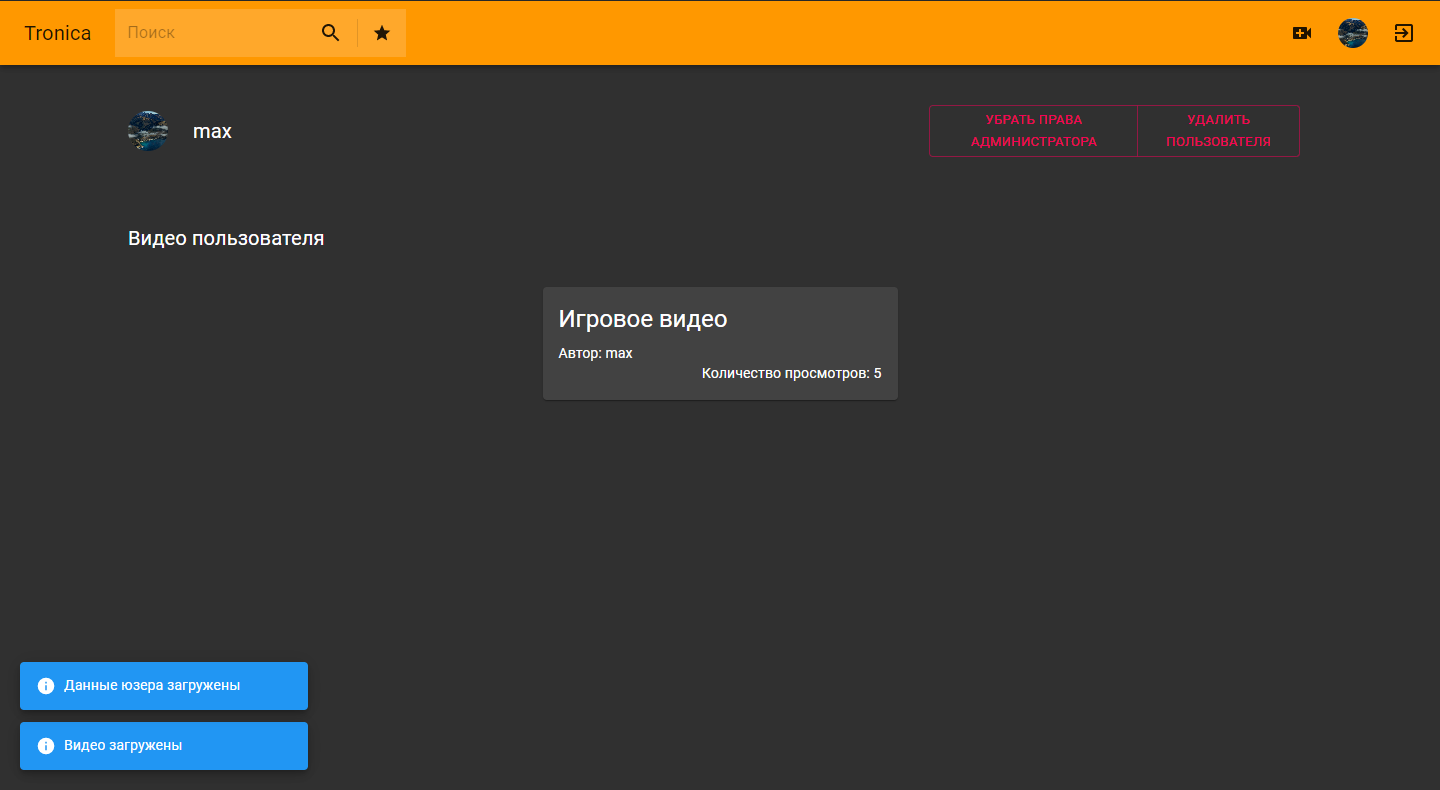 Tronica
Поиск
max
УБРАТЬ ПРАВА
АДМИНИСТРАТОРА
УДАЛИТЬ
ПОЛЬЗОВАТЕЛЯ
Видео пользователя
Игровое видео
Автор: max
Количество просмотров: 5
Данные юзера загружены
Видео загружены